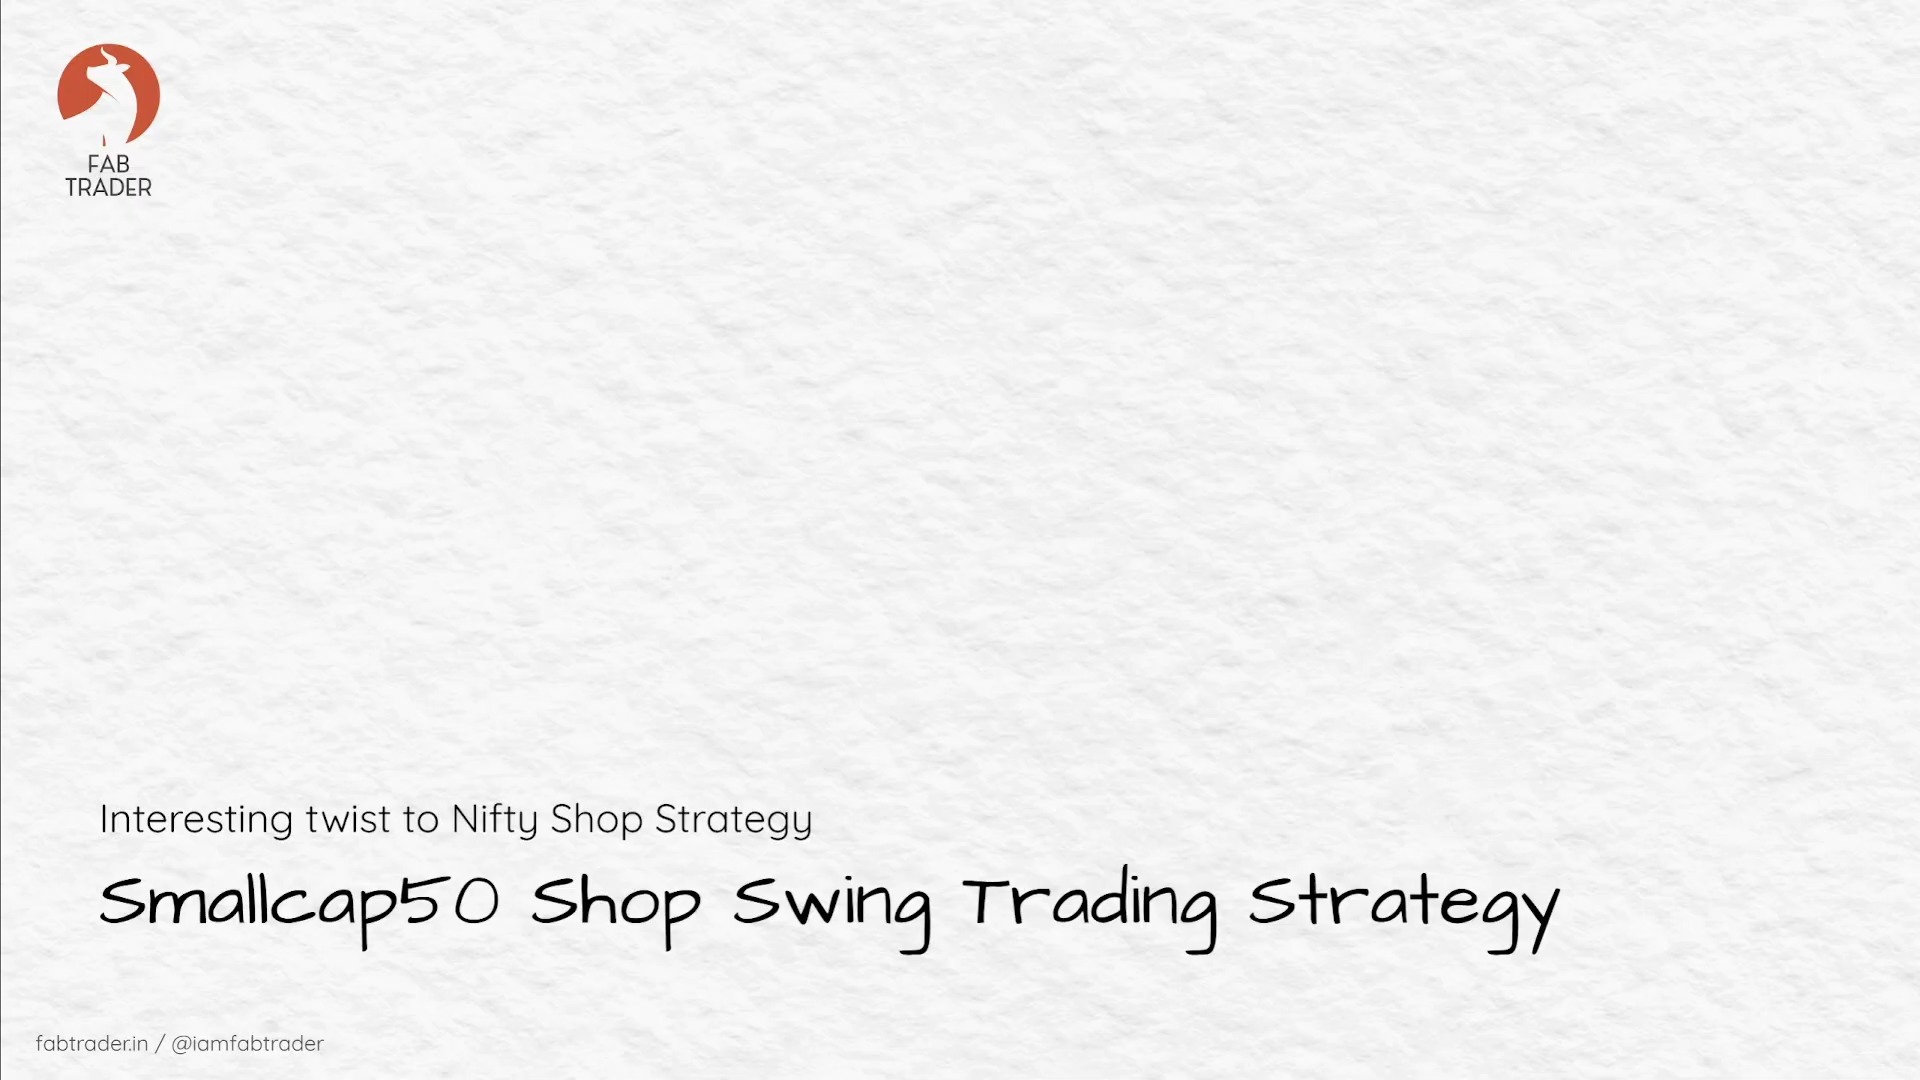 FAB
TRADER
Interesting twist to Nifty Shop Strategy
Smallcap50 Shop Swing Trading Strategy
fabtrader.in / @iamfabtrader